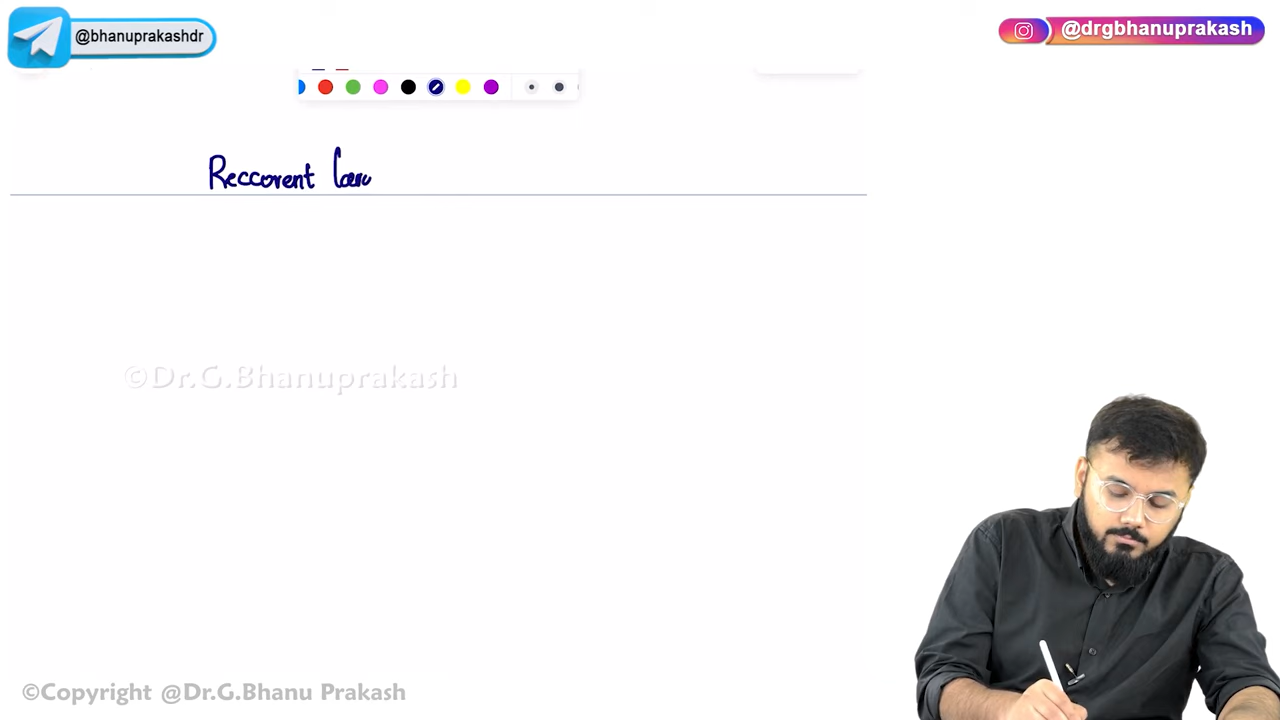 @bhanuprakashdr
@drgbhanuprakash
Reccorent
©Dr.G.Bhanuprakash
©Copyright @Dr.G.Bhanu Prakash